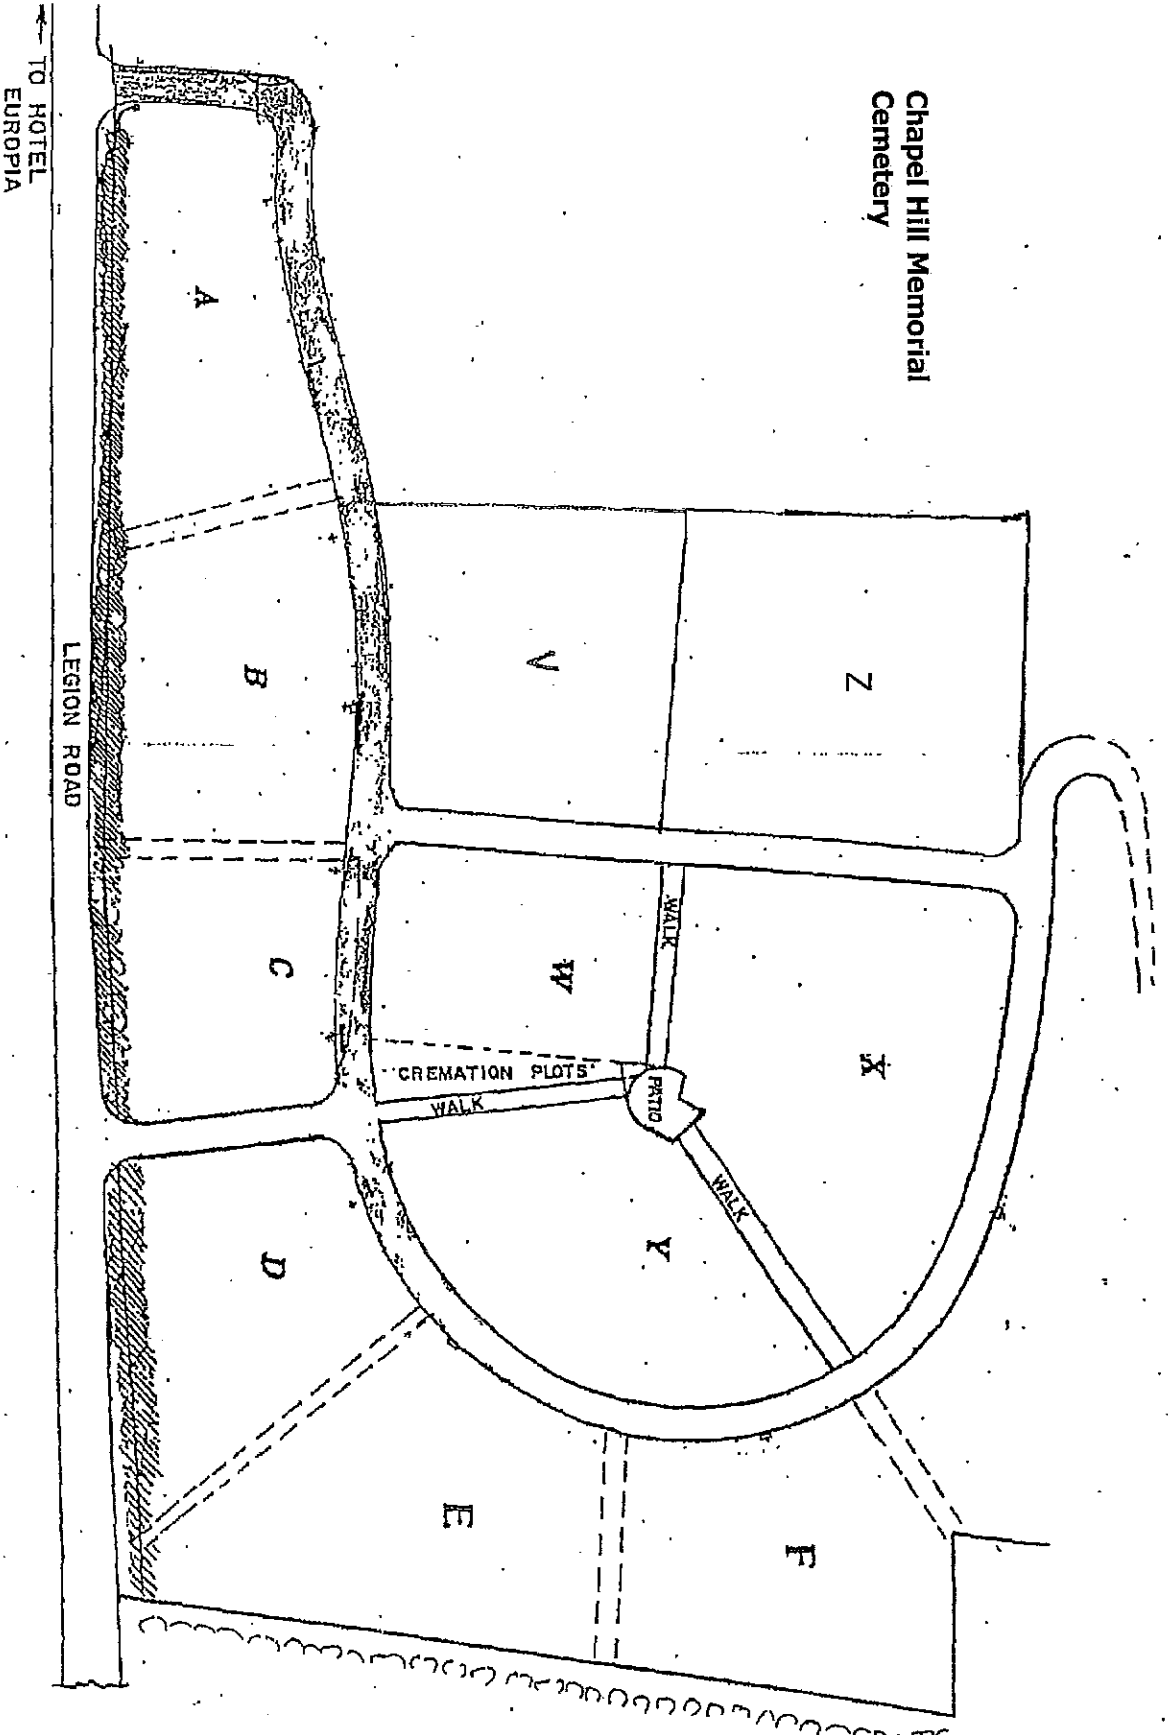 Chapel Hill Memorial
Cemetery
Z
V
X
WALK
W
PATIO
CREMATION PLOTS
WALK
WALK
Y
A
B
C
D
E
F
LEGION ROAD
← TO HOTEL
EUROPIA